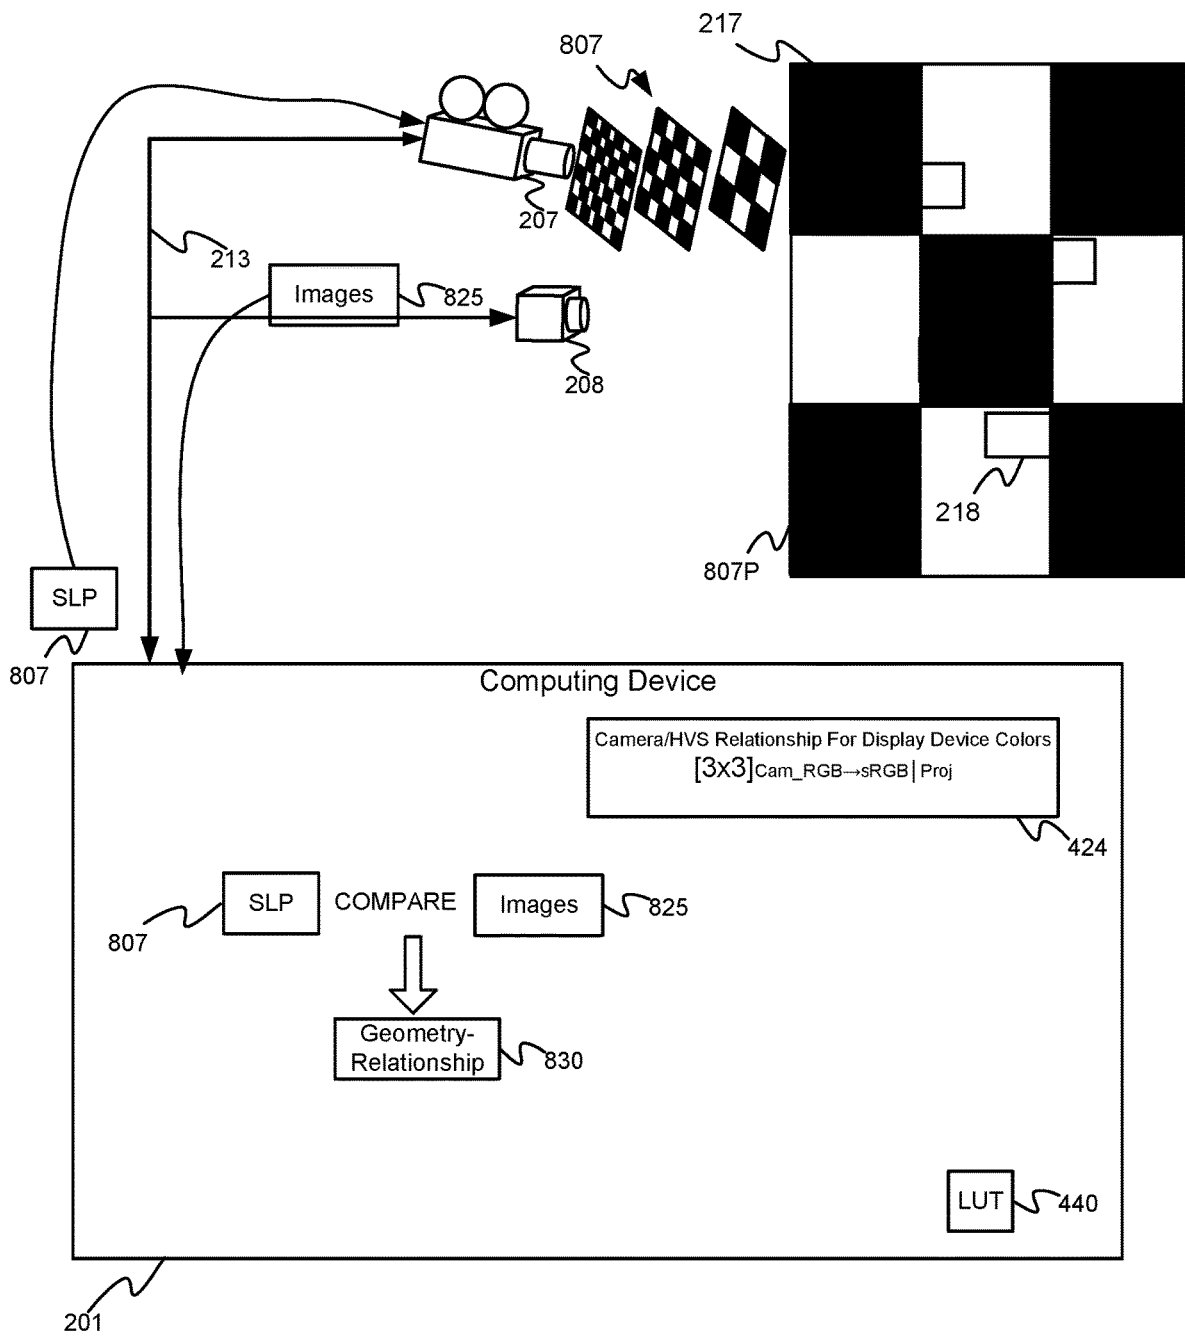 217
807
207
213
Images
825
208
218
807P
SLP
807
Computing Device
Camera/HVS Relationship For Display Device Colors
[3x3]Cam_RGB→sRGB|Proj
424
SLP COMPARE Images
825
807
Geometry-
Relationship
830
LUT
440
201